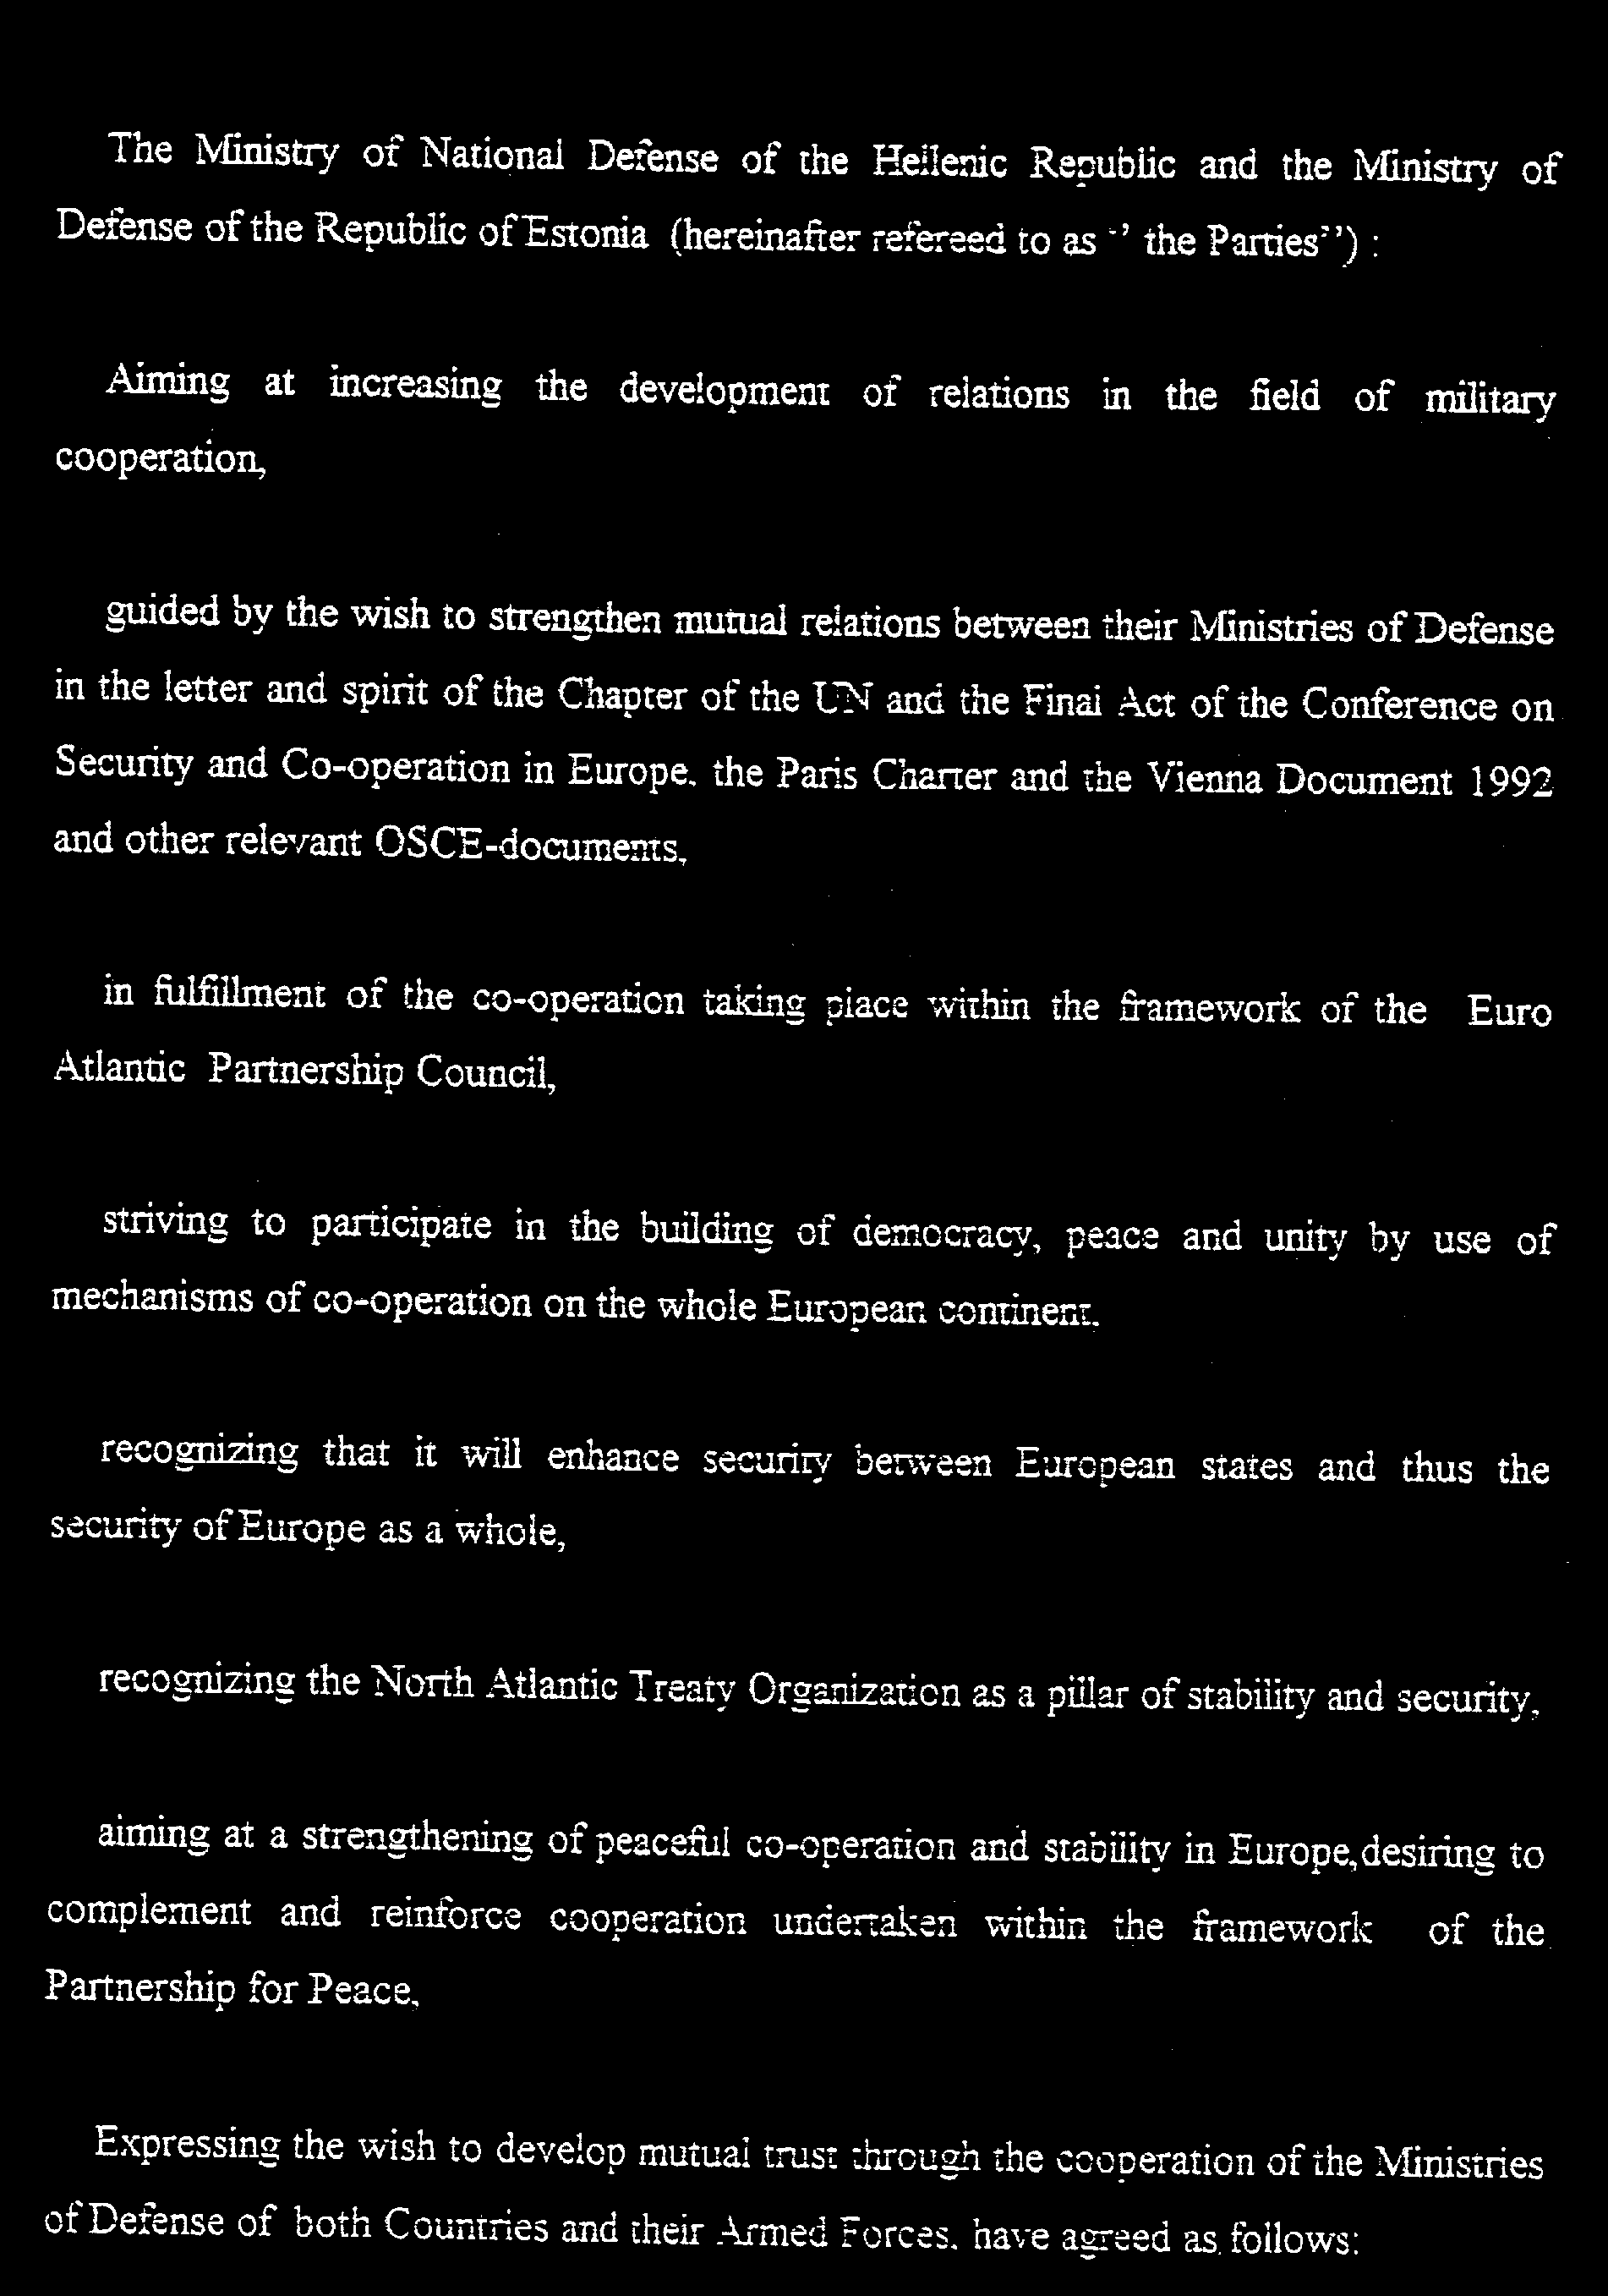 The Ministry of National Defense of the Hellenic Republic and the Ministry of
Defense of the Republic of Estonia (hereinafter refereed to as '' the Parties'') :
Aiming at increasing the development of relations in the field of military
cooperation,
guided by the wish to strengthen mutual relations between their Ministries of Defense
in the letter and spirit of the Chapter of the UN and the Final Act of the Conference on
Security and Co-operation in Europe, the Paris Charter and the Vienna Document 1992
and other relevant OSCE-documents,
in fulfillment of the co-operation taking place within the framework of the Euro
Atlantic Partnership Council,
striving to participate in the building of democracy, peace and unity by use of
mechanisms of co-operation on the whole European continent.
recognizing that it will enhance security between European states and thus the
security of Europe as a whole,
recognizing the North Atlantic Treaty Organization as a pillar of stability and security,
aiming at a strengthening of peaceful co-operation and stability in Europe,desiring to
complement and reinforce cooperation undertaken within the framework of the
Partnership for Peace,
Expressing the wish to develop mutual trust through the cooperation of the Ministries
of Defense of both Countries and their Armed Forces. have agreed as follows: